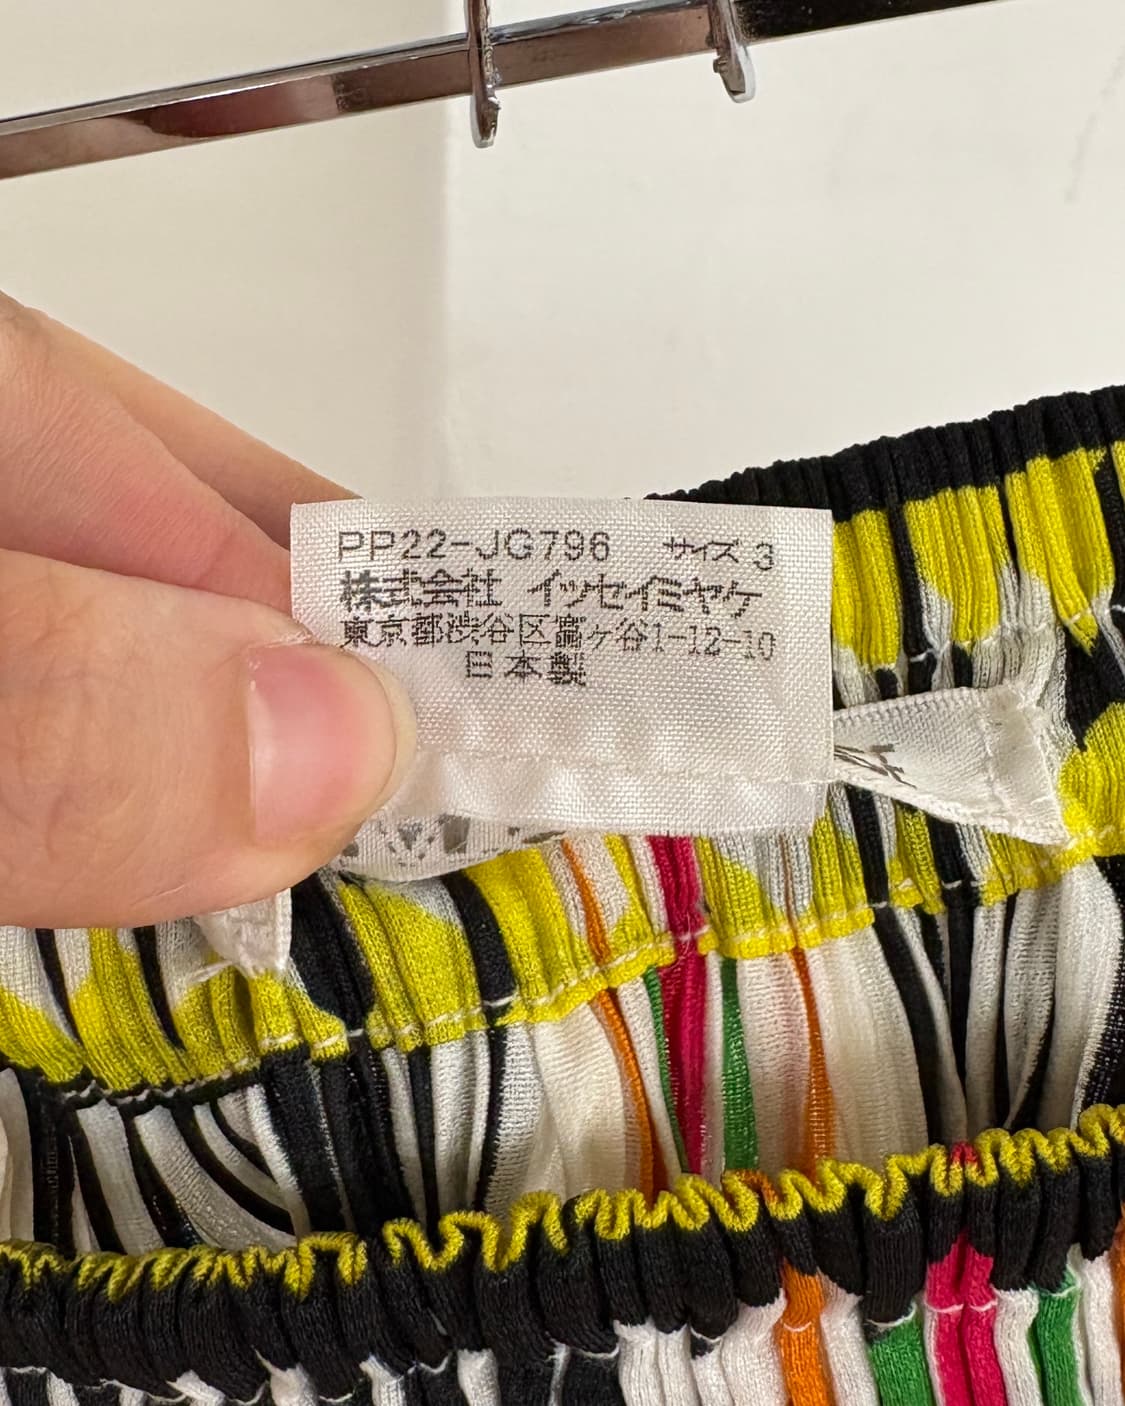 PP22-JG796 サイズ 3
株式会社 イッセイミヤケ
東京都渋谷区富ヶ谷1-12-10
日本製